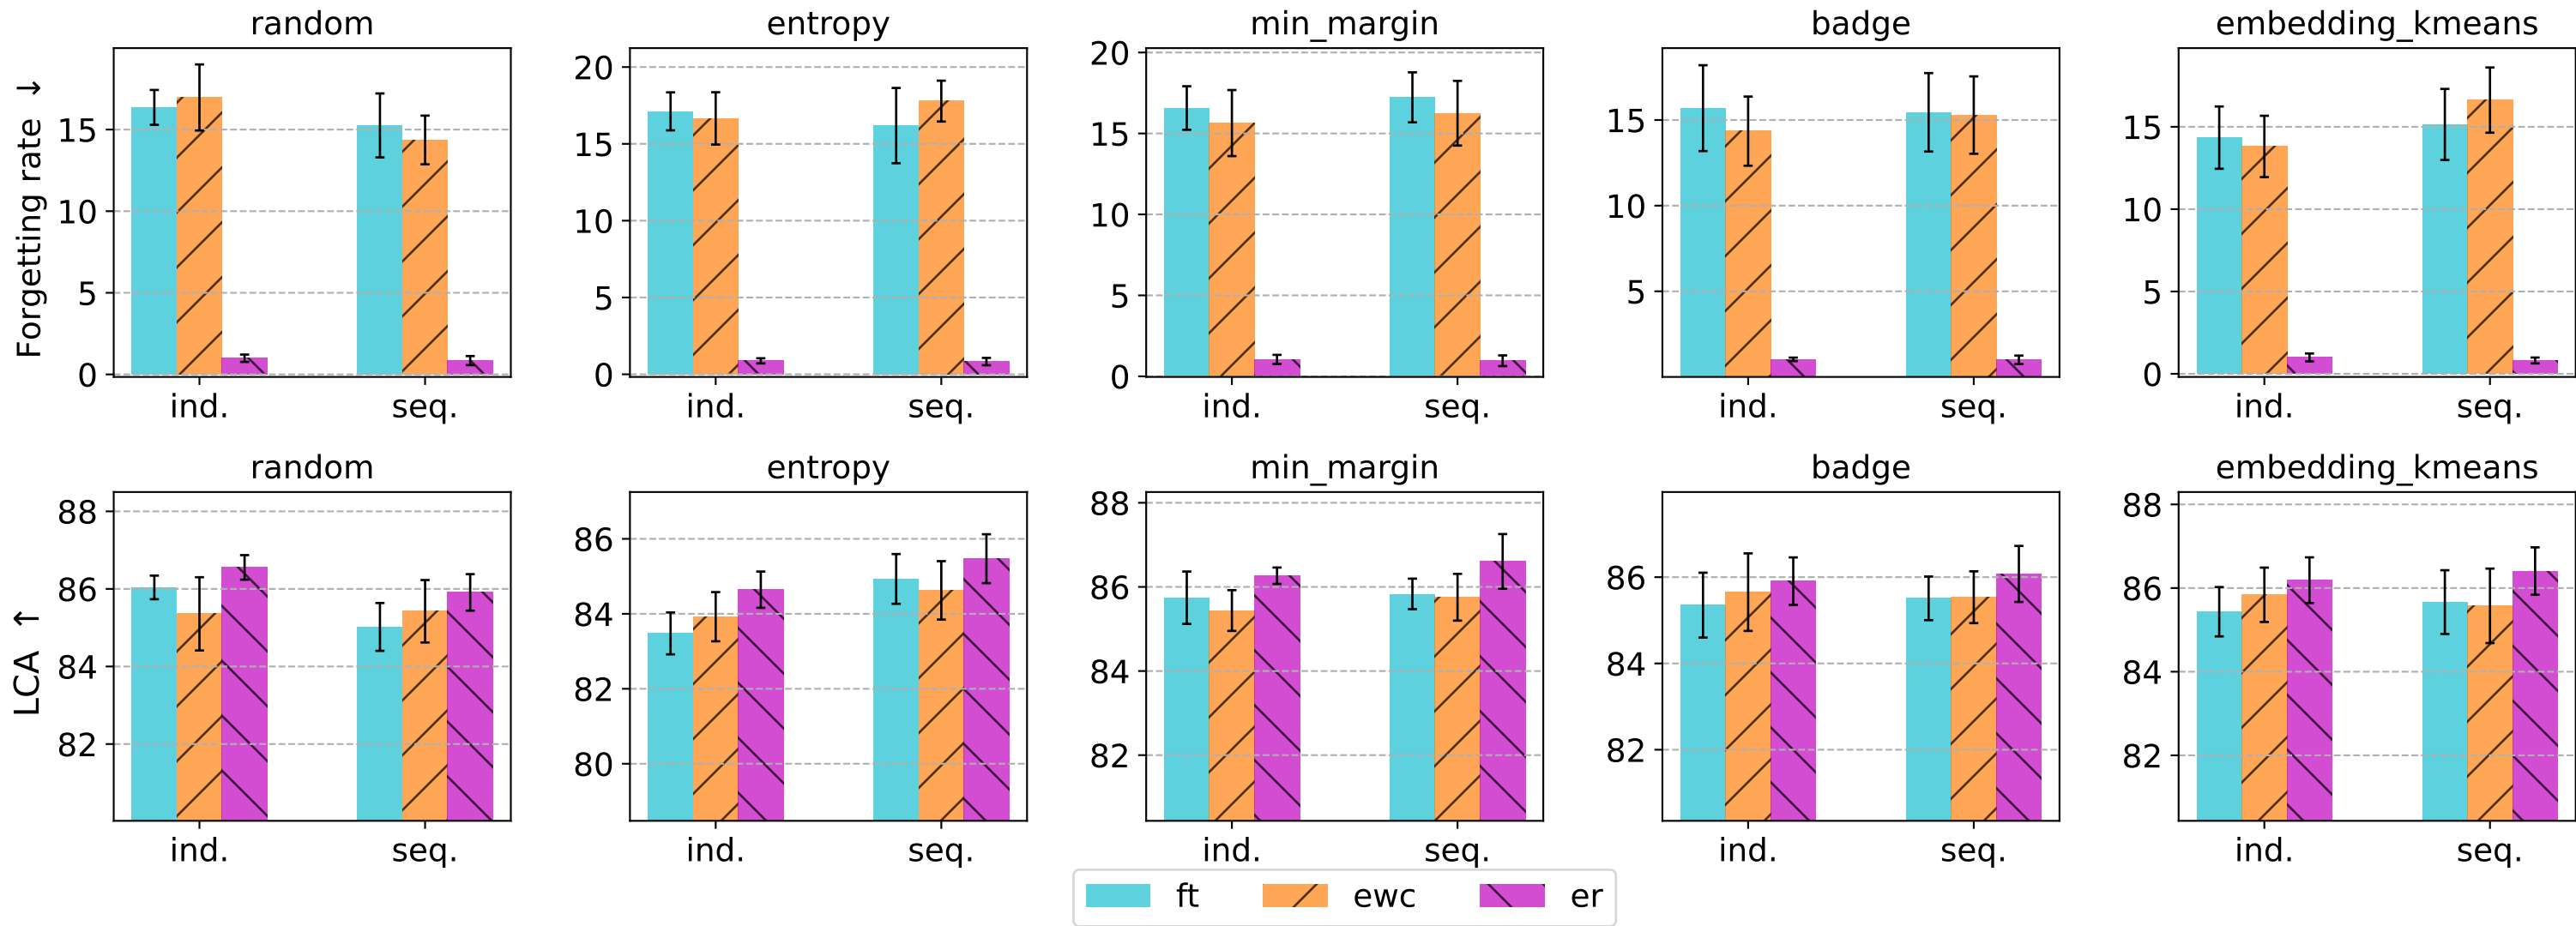 random
entropy
min_margin
badge
embedding_kmeans
Forgetting rate ↓
15
10
5
0
20
15
10
5
0
20
15
10
5
0
15
10
5
15
10
5
0
ind.
seq.
ind.
seq.
ind.
seq.
ind.
seq.
ind.
seq.
random
entropy
min_margin
badge
embedding_kmeans
LCA ↑
88
86
84
82
86
84
82
80
88
86
84
82
86
84
82
88
86
84
82
ind.
seq.
ind.
seq.
ind.
seq.
ind.
seq.
ind.
seq.
ft
ewc
er